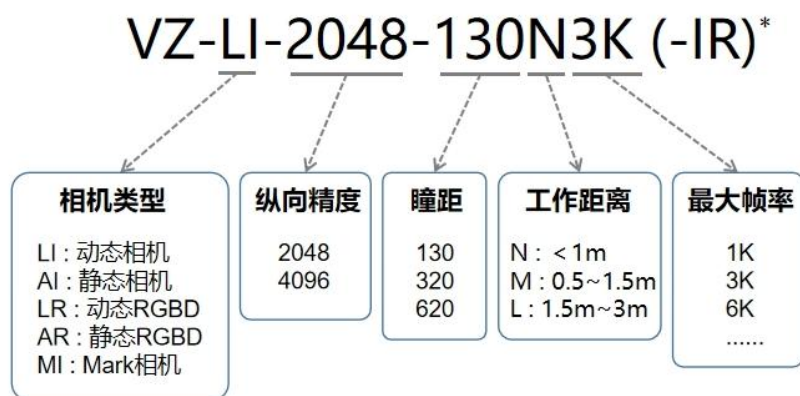 VZ-LI-2048-130N3K (-IR)*
相机类型
LI : 动态相机
AI : 静态相机
LR : 动态RGBD
AR : 静态RGBD
MI : Mark相机
纵向精度
2048
4096
瞳距
130
320
620
工作距离
N : ＜1m
M : 0.5~1.5m
L : 1.5m~3m
最大帧率
1K
3K
6K
......